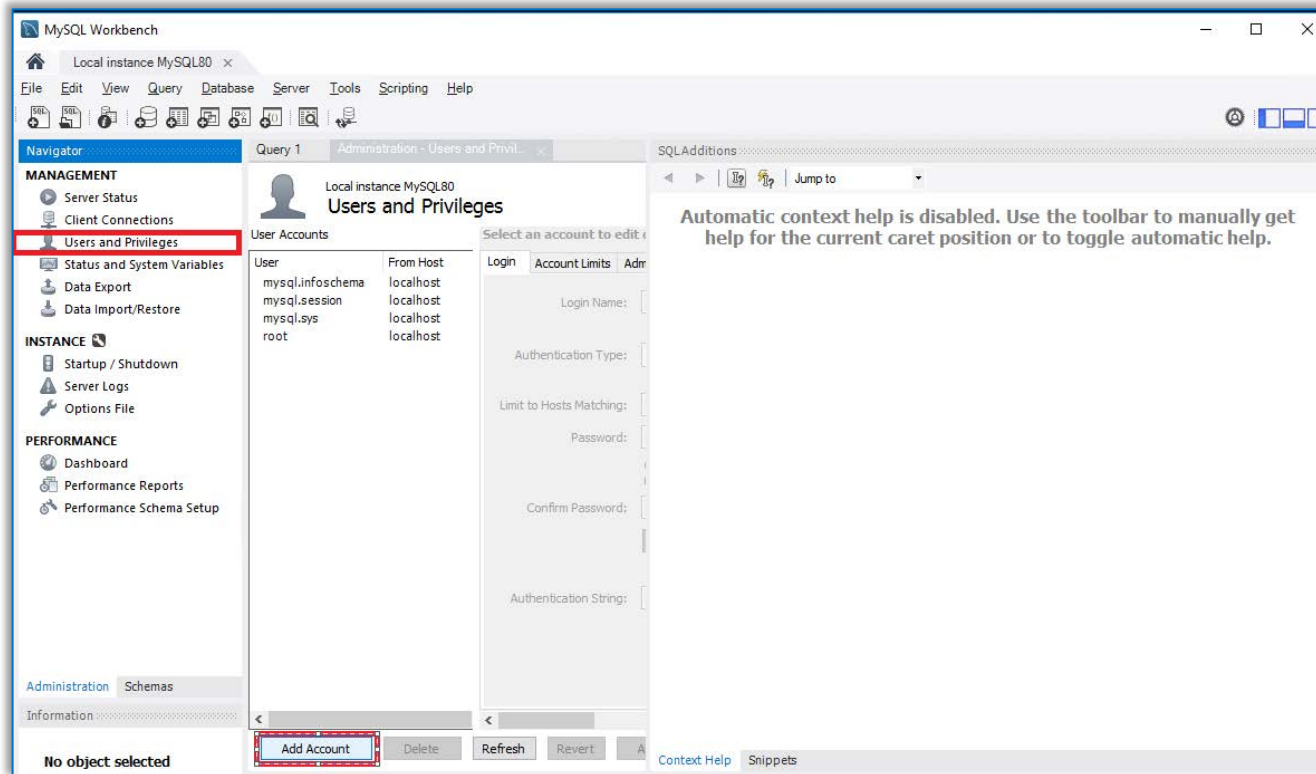 MySQL Workbench
Local instance MySQL80
File Edit View Query Database Server Tools Scripting Help
Navigator
MANAGEMENT
Server Status
Client Connections
Users and Privileges
Status and System Variables
Data Export
Data Import/Restore
INSTANCE
Startup / Shutdown
Server Logs
Options File
PERFORMANCE
Dashboard
Performance Reports
Performance Schema Setup
Administration Schemas
Information
No object selected
Query 1 Administration - Users and Privil...
Local instance MySQL80
Users and Privileges
User Accounts
User From Host
mysql.infoschema localhost
mysql.session localhost
mysql.sys localhost
root localhost
Add Account Delete Refresh Revert
Select an account to edit
Login Account Limits Adm
Login Name:
Authentication Type:
Limit to Hosts Matching:
Password:
Confirm Password:
Authentication String:
SQLAdditions
Jump to
Automatic context help is disabled. Use the toolbar to manually get
help for the current caret position or to toggle automatic help.
Context Help Snippets